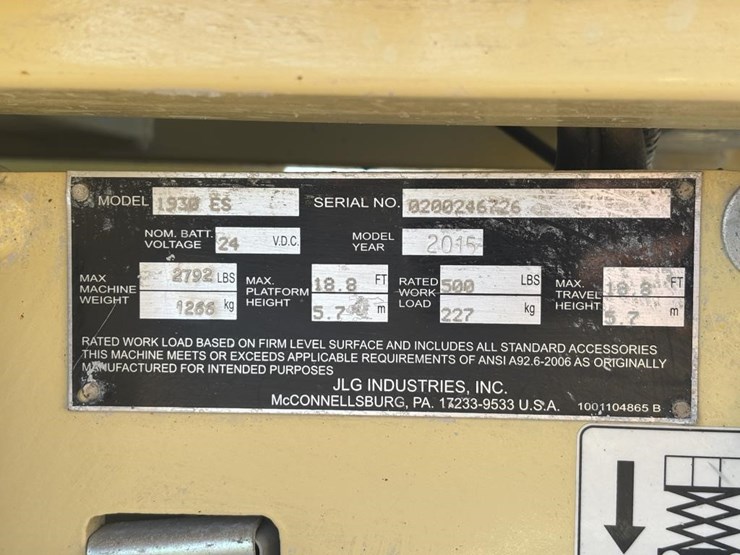 MODEL 1930 ES SERIAL NO. 0200246726
NOM. BATT. VOLTAGE 24 V.D.C. MODEL YEAR 2015
MAX MACHINE WEIGHT 2792 LBS 1266 kg
MAX. PLATFORM HEIGHT 18.8 FT 5.7 m
RATED WORK LOAD 500 LBS 227 kg
MAX. TRAVEL HEIGHT 18.8 FT 5.7 m
RATED WORK LOAD BASED ON FIRM LEVEL SURFACE AND INCLUDES ALL STANDARD ACCESSORIES
THIS MACHINE MEETS OR EXCEEDS APPLICABLE REQUIREMENTS OF ANSI A92.6-2006 AS ORIGINALLY
MANUFACTURED FOR INTENDED PURPOSES
JLG INDUSTRIES, INC.
McCONNELLSBURG, PA. 17233-9533 U.S.A. 1001104865 B